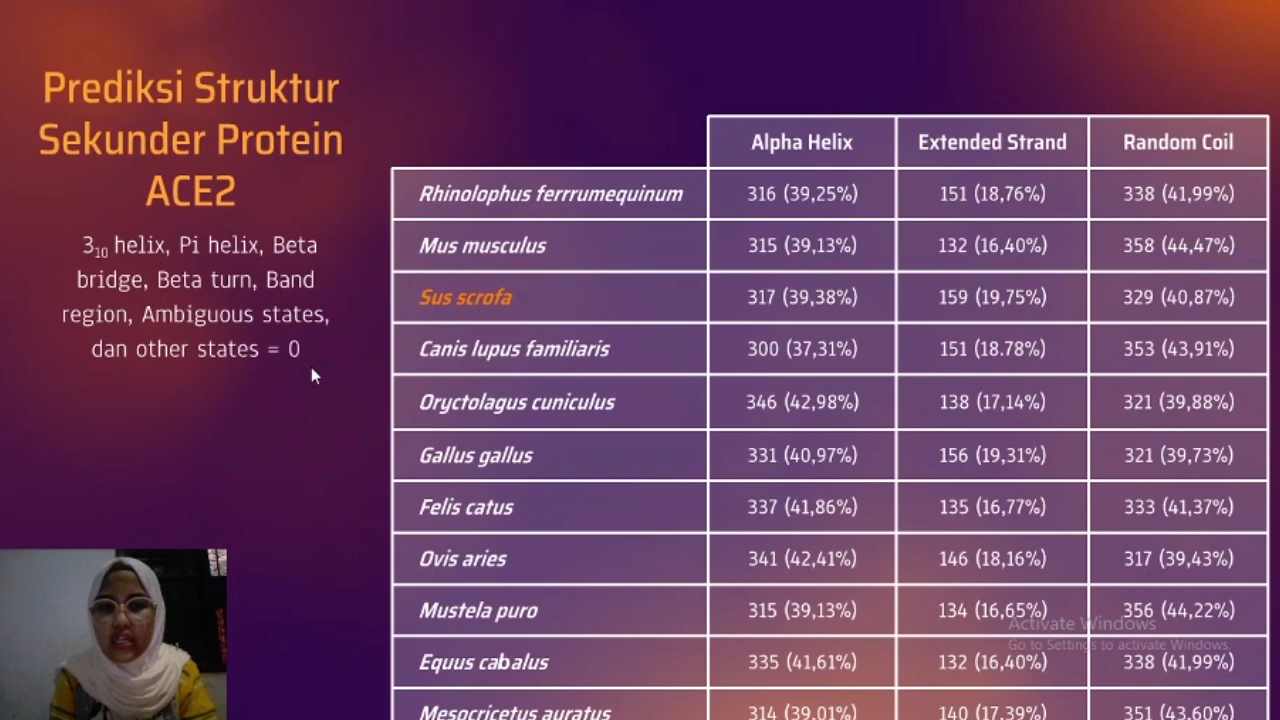 Prediksi Struktur
Sekunder Protein
ACE2
3₁₀ helix, Pi helix, Beta
bridge, Beta turn, Band
region, Ambiguous states,
dan other states = 0
Alpha Helix Extended Strand Random Coil
Rhinolophus ferrrumequinum 316 (39,25%) 151 (18,76%) 338 (41,99%)
Mus musculus 315 (39,13%) 132 (16,40%) 358 (44,47%)
Sus scrofa 317 (39,38%) 159 (19,75%) 329 (40,87%)
Canis lupus familiaris 300 (37,31%) 151 (18.78%) 353 (43,91%)
Oryctolagus cuniculus 346 (42,98%) 138 (17,14%) 321 (39,88%)
Gallus gallus 331 (40,97%) 156 (19,31%) 321 (39,73%)
Felis catus 337 (41,86%) 135 (16,77%) 333 (41,37%)
Ovis aries 341 (42,41%) 146 (18,16%) 317 (39,43%)
Mustela puro 315 (39,13%) 134 (16,65%) 356 (44,22%)
Activate Windows
Go to Settings to activate Windows.
Equus cabalus 335 (41,61%) 132 (16,40%) 338 (41,99%)
Mesocricetus auratus 314 (39,01%) 140 (17,39%) 351 (43,60%)